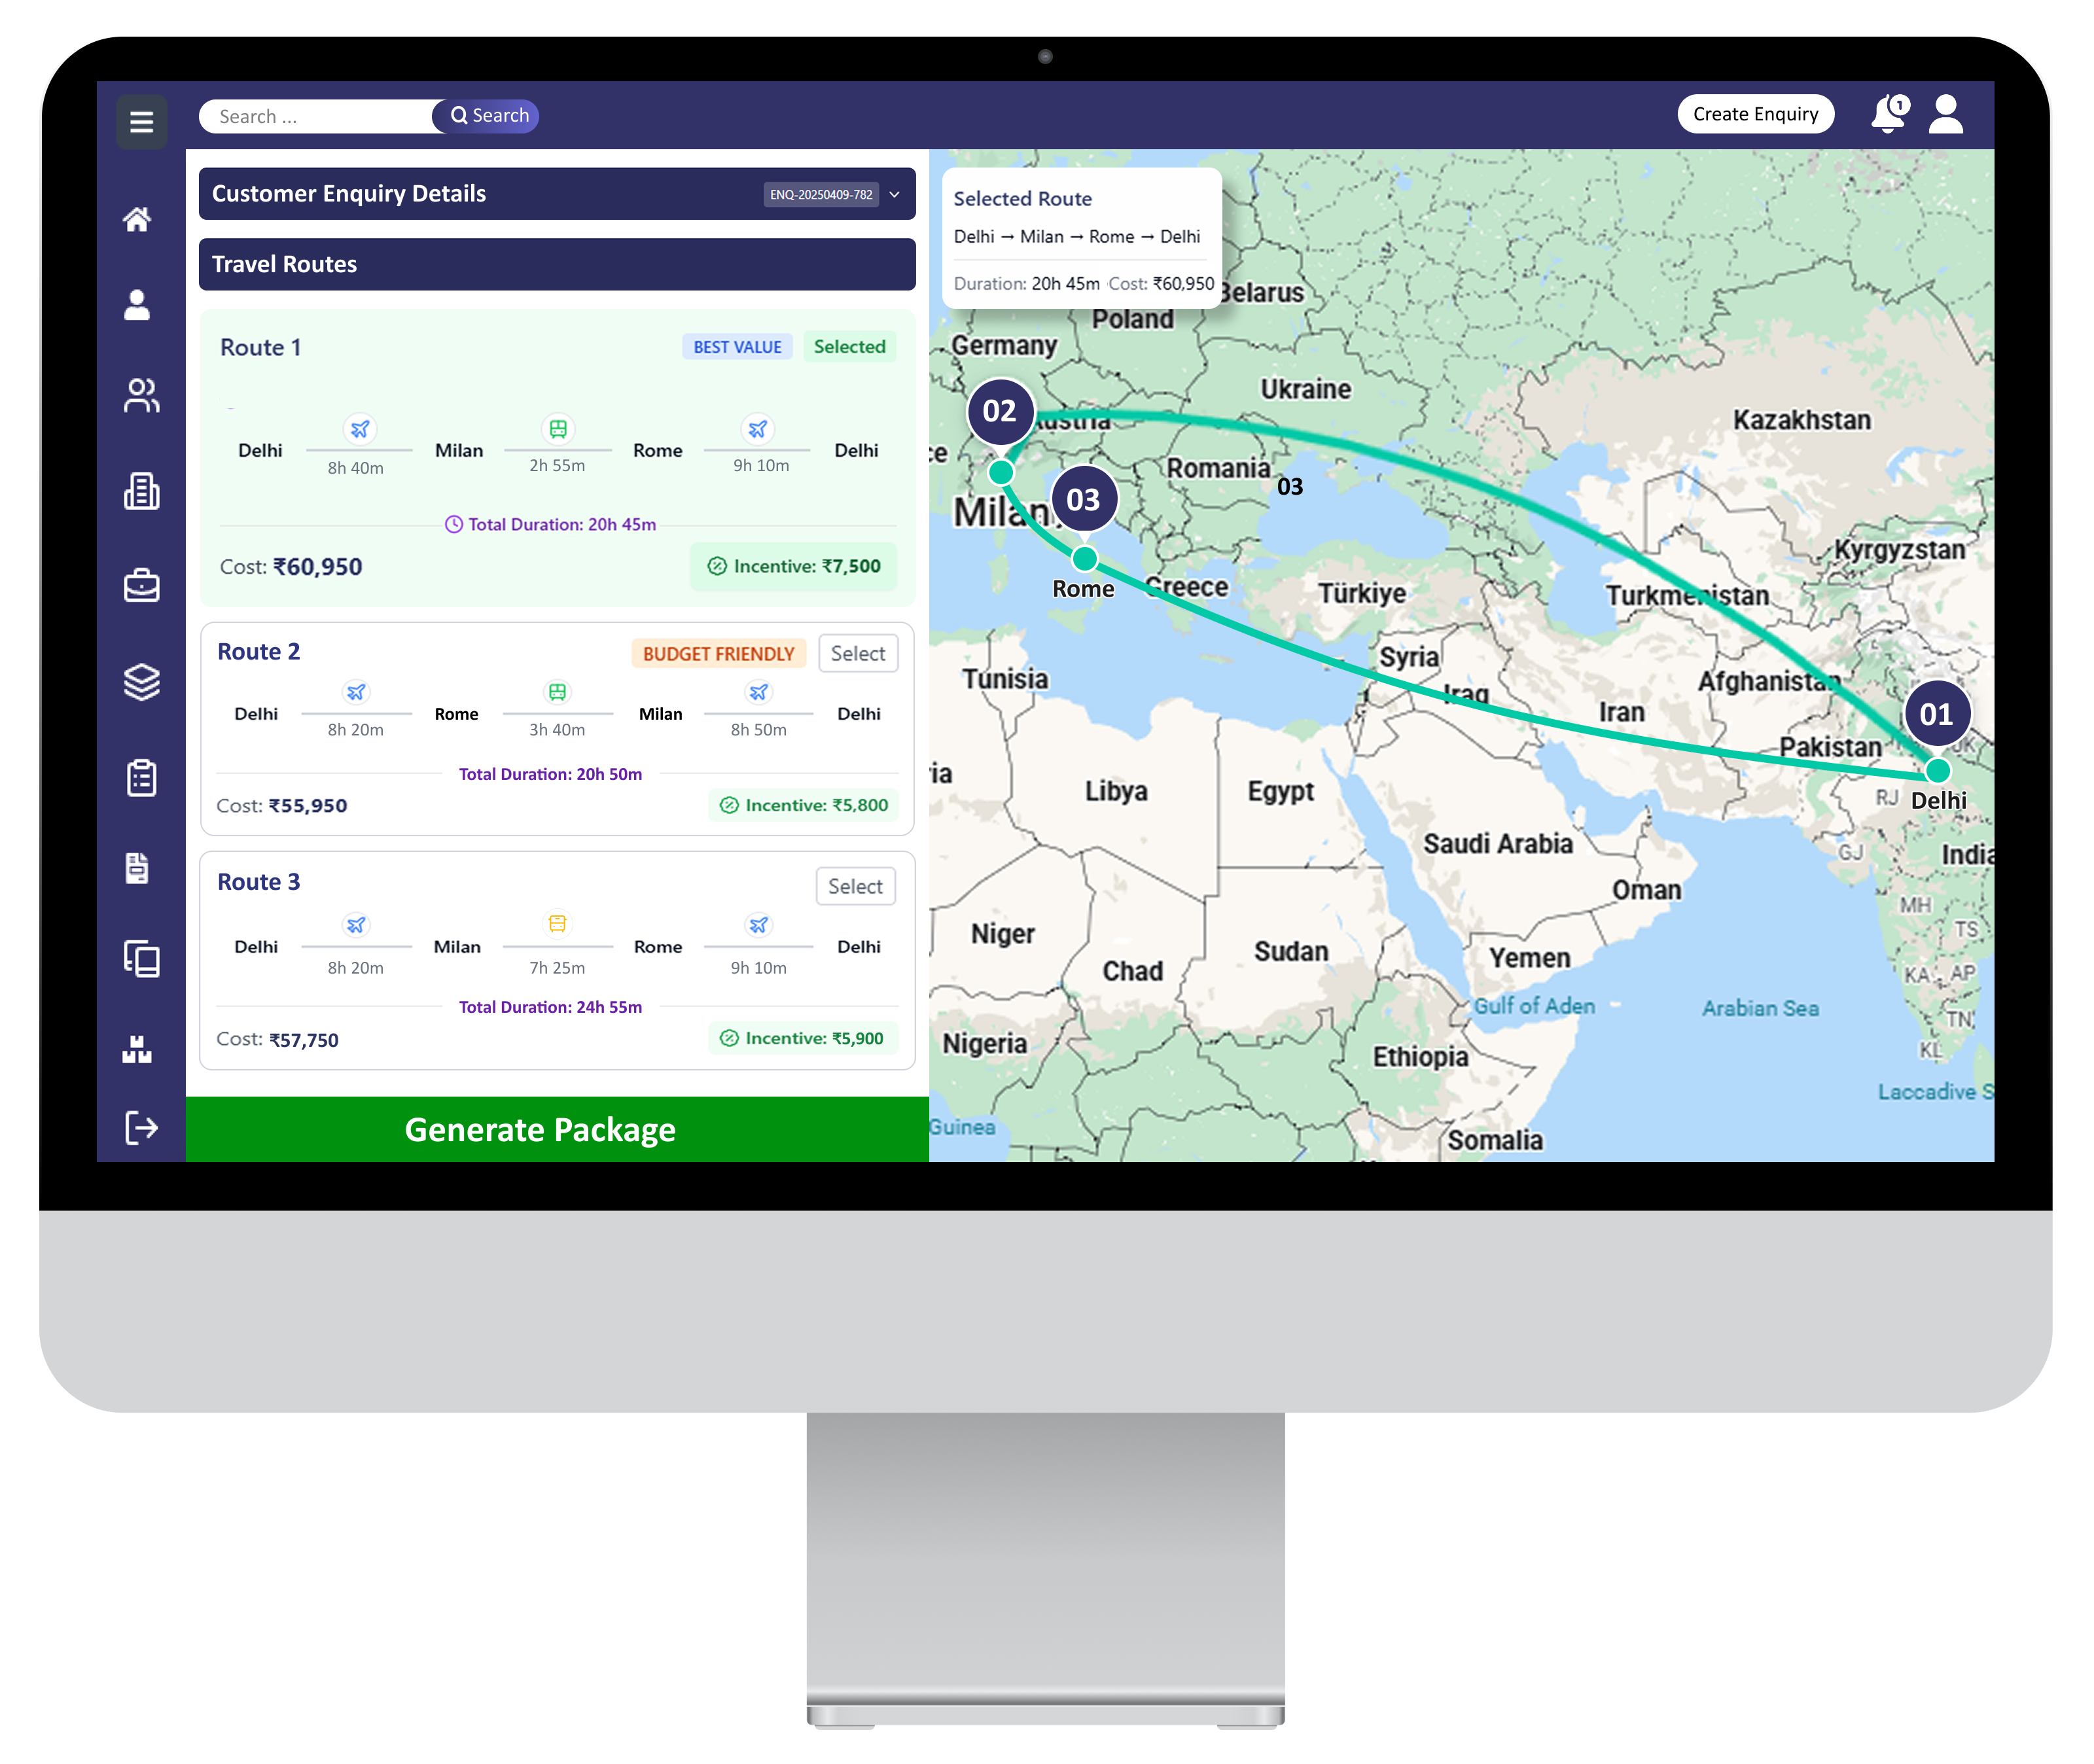 Search ...
Search
Create Enquiry
1
Customer Enquiry Details
ENQ-20250409-782
Travel Routes
Route 1
BEST VALUE
Selected
Delhi
8h 40m
Milan
2h 55m
Rome
9h 10m
Delhi
Total Duration: 20h 45m
Cost: ₹60,950
Incentive: ₹7,500
Route 2
BUDGET FRIENDLY
Select
Delhi
8h 20m
Rome
3h 40m
Milan
8h 50m
Delhi
Total Duration: 20h 50m
Cost: ₹55,950
Incentive: ₹5,800
Route 3
Select
Delhi
8h 20m
Milan
7h 25m
Rome
9h 10m
Delhi
Total Duration: 24h 55m
Cost: ₹57,750
Incentive: ₹5,900
Generate Package
Selected Route
Delhi → Milan → Rome → Delhi
Duration: 20h 45m Cost: ₹60,950
Belarus
Poland
Germany
Ukraine
Kazakhstan
02
Austria
ce
Romania
03
Milan
03
Kyrgyzstan
Rome
Greece
Türkiye
Turkmenistan
Syria
Tunisia
Iraq
Afghanistan
Iran
01
Pakistan
UK
ria
Libya
Egypt
RJ
Delhi
Saudi Arabia
GJ
India
Oman
MH
Niger
TS
Sudan
Yemen
Chad
KA
AP
Gulf of Aden
Arabian Sea
TN
Nigeria
KL
Ethiopia
Laccadive S
Guinea
Somalia